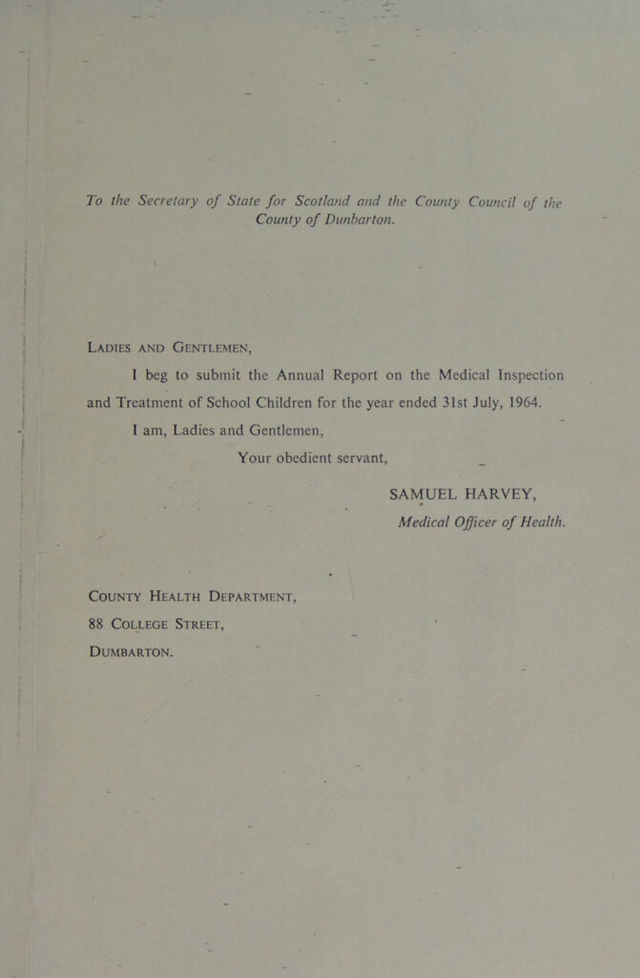 To the Secretary of State for Scotland and the County Council of the
County of Dunbarton.
Ladies and Gentlemen,
I beg to submit the Annual Report on the Medical Inspection
and Treatment of School Children for the year ended 31st July, 1964.
I am, Ladies and Gentlemen,
Your obedient servant,
SAMUEL HARVEY,
Medical Officer of Health.
County Health Department,
88 College Street,
Dumbarton.